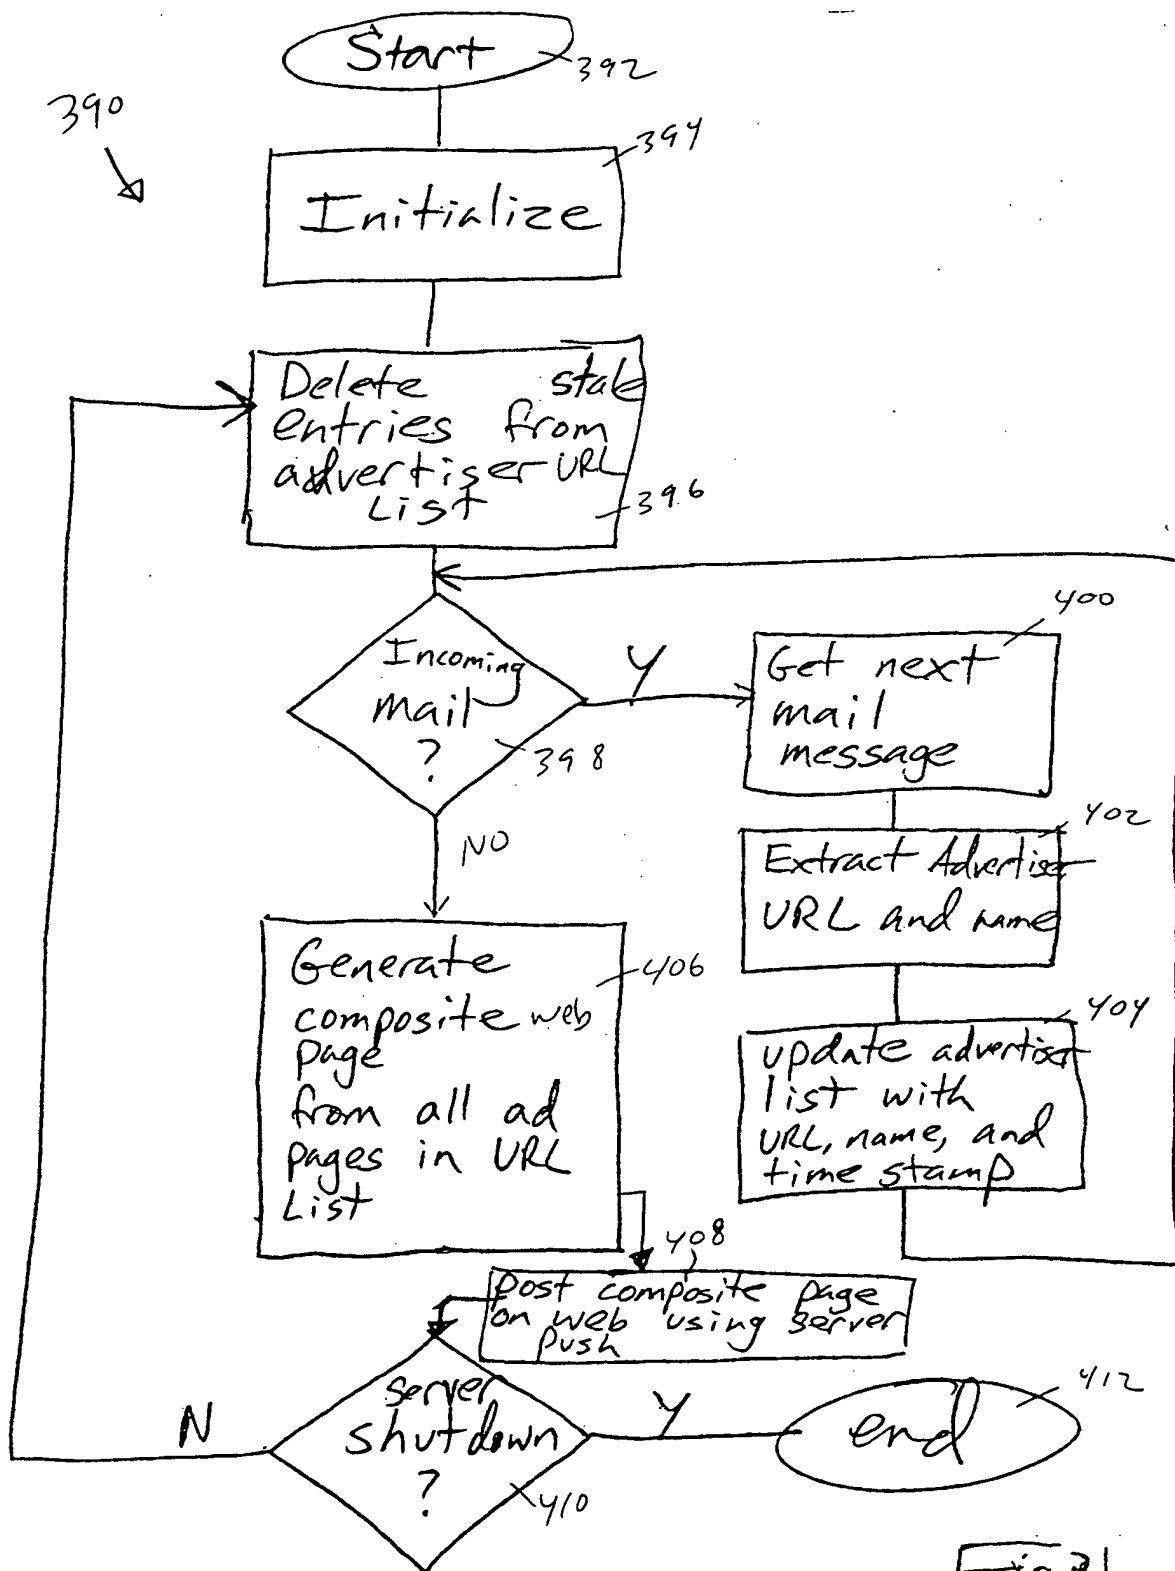 Start
392
390
394
Initialize
Delete stale
entries from
advertiser URL
List
396
Incoming
mail
?
398
Y
400
Get next
mail
message
402
Extract Advertiser
URL and name
404
update advertiser
list with
URL, name, and
time stamp
NO
Generate
composite web
page
from all ad
pages in URL
List
406
408
post composite page
on web using server
push
server
shutdown
?
410
N
Y
end
412